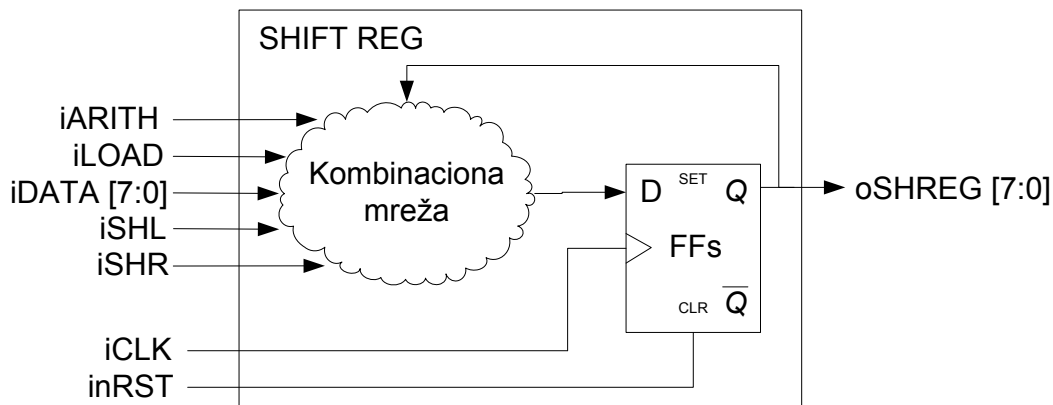 SHIFT REG
iARITH
iLOAD
iDATA [7:0]
iSHL
iSHR
Kombinaciona
mreža
D SET Q
FFs
CLR Q
oSHREG [7:0]
iCLK
inRST